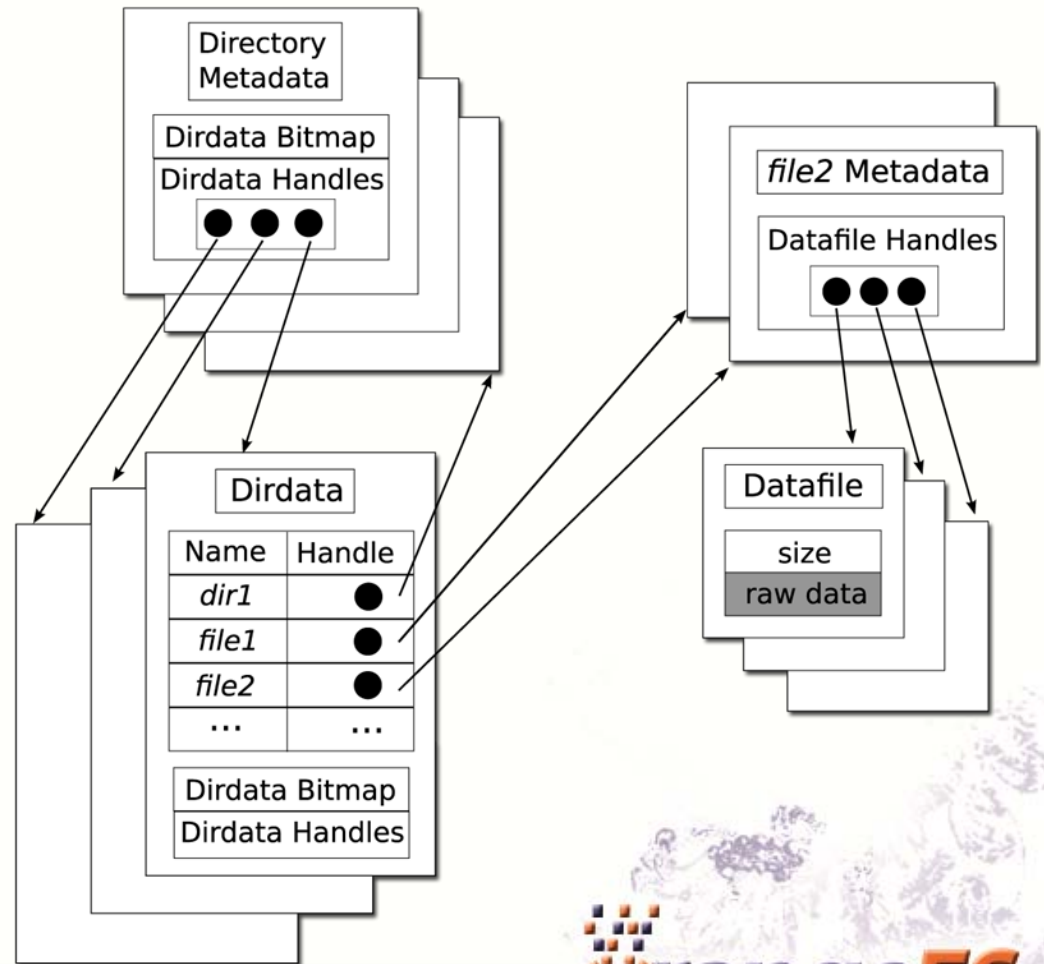 Directory
Metadata
Dirdata Bitmap
Dirdata Handles
Dirdata
Name Handle
dir1
file1
file2
... ...
Dirdata Bitmap
Dirdata Handles
file2 Metadata
Datafile Handles
Datafile
size
raw data